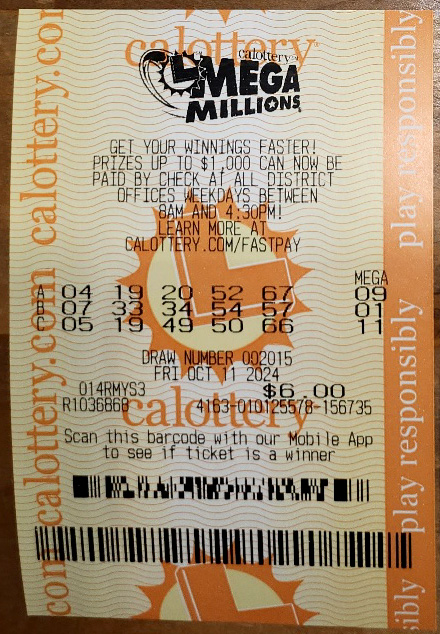 calottery
calottery
MEGA
MILLIONS
GET YOUR WINNINGS FASTER!
PRIZES UP TO $1,000 CAN NOW BE
PAID BY CHECK AT ALL DISTRICT
OFFICES WEEKDAYS BETWEEN
8AM AND 4:30PM!
LEARN MORE AT
CALOTTERY.COM/FASTPAY
MEGA
A 04 19 20 52 67 09
B 07 33 34 54 57 01
C 05 19 49 50 66 11
DRAW NUMBER 002015
FRI OCT 11 2024
014RMYS3 $6.00
R1036868 4163-010125578-156735
calottery
Scan this barcode with our Mobile App
to see if ticket is a winner
com calottery.com calottery.co
ibly play responsibly play responsibly